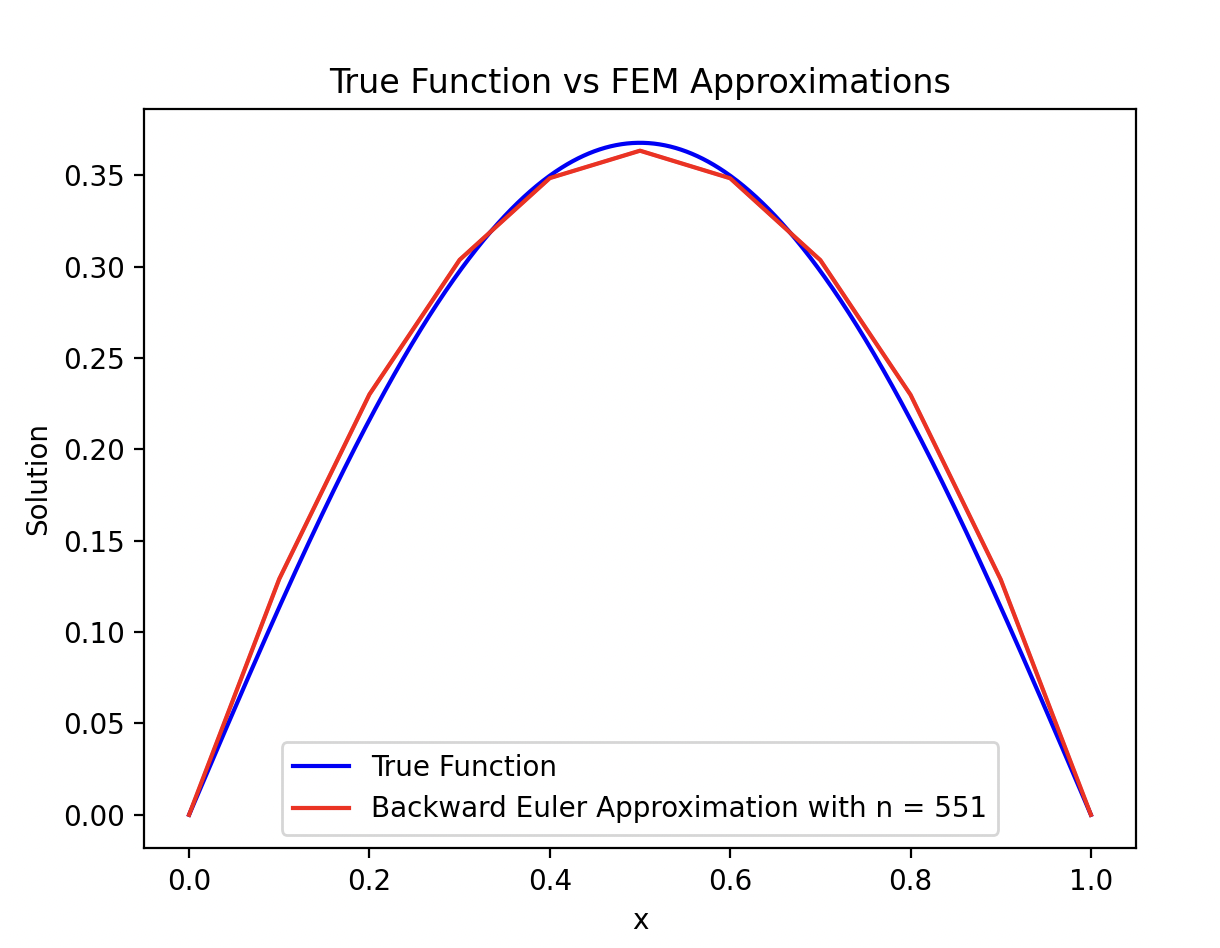 True Function vs FEM Approximations
Solution
0.35
0.30
0.25
0.20
0.15
0.10
0.05
0.00
True Function
Backward Euler Approximation with n = 551
0.0 0.2 0.4 0.6 0.8 1.0
x